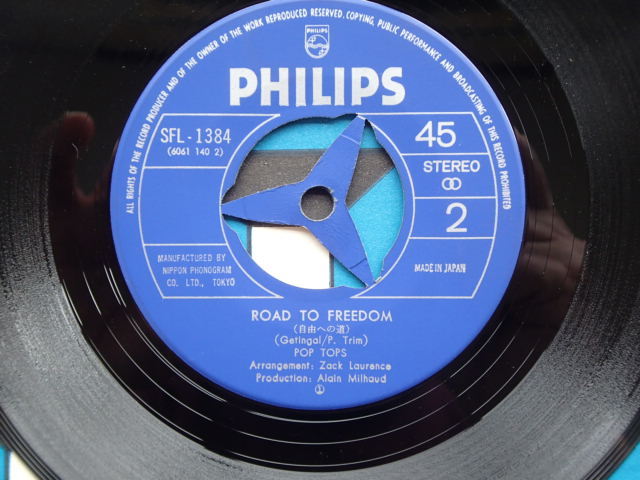 ALL RIGHTS OF THE RECORD PRODUCER AND OF THE OWNER OF THE WORK REPRODUCED RESERVED. COPYING, PUBLIC PERFORMANCE AND BROADCASTING OF THIS RECORD PROHIBITED
PHILIPS
PHILIPS
SFL-1384
(6061 140 2)
45
STEREO
2
MANUFACTURED BY
NIPPON PHONOGRAM
CO. LTD., TOKYO
MADE IN JAPAN
ROAD TO FREEDOM
(自由への道)
(Getingal/P. Trim)
POP TOPS
Arrangement: Zack Laurence
Production: Alain Milhaud